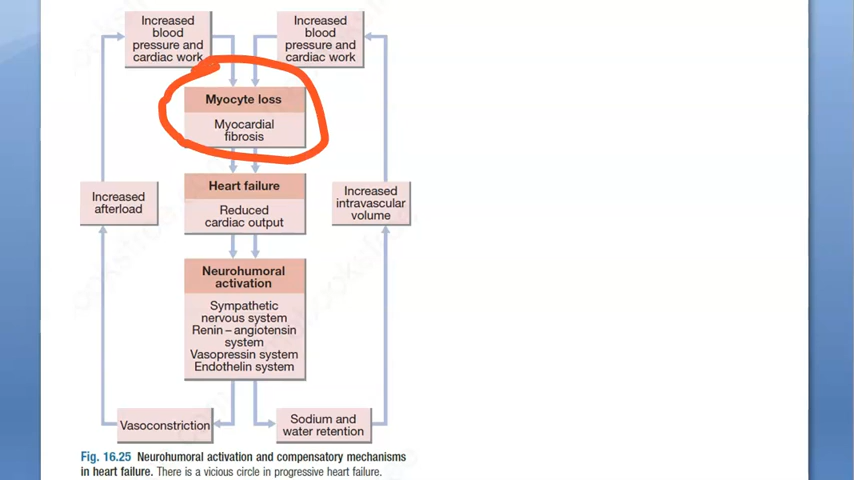 Increased
blood
pressure and
cardiac work
Increased
blood
pressure and
cardiac work
Myocyte loss
Myocardial
fibrosis
Heart failure
Reduced
cardiac output
Increased
afterload
Increased
intravascular
volume
Neurohumoral
activation
Sympathetic
nervous system
Renin – angiotensin
system
Vasopressin system
Endothelin system
Vasoconstriction
Sodium and
water retention
Fig. 16.25 Neurohumoral activation and compensatory mechanisms
in heart failure. There is a vicious circle in progressive heart failure.